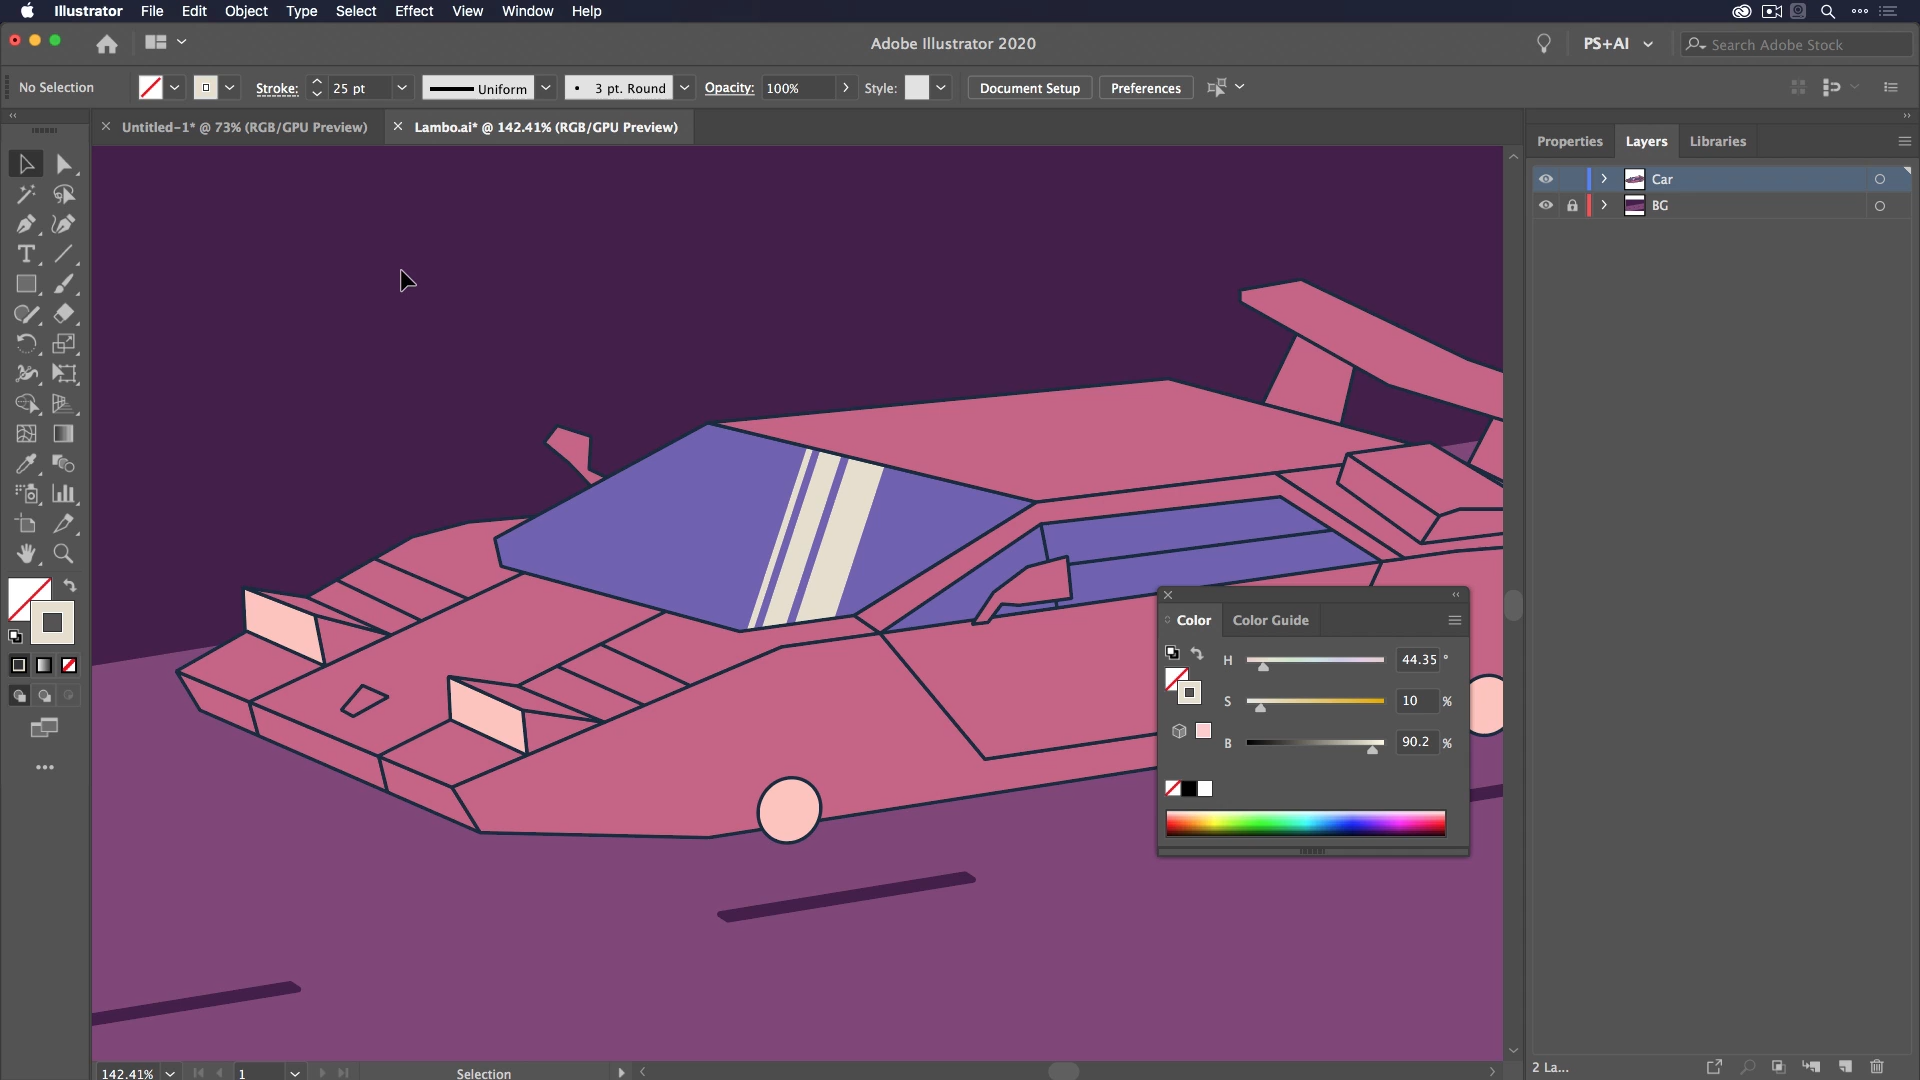 Illustrator File Edit Object Type Select Effect View Window Help
Adobe Illustrator 2020
PS+AI
Search Adobe Stock
No Selection
Stroke:
25 pt
Uniform
3 pt. Round
Opacity:
100%
Style:
Document Setup
Preferences
Untitled-1* @ 73% (RGB/GPU Preview)
Lambo.ai* @ 142.41% (RGB/GPU Preview)
Properties
Layers
Libraries
Car
BG
Color
Color Guide
H 44.35 °
S 10 %
B 90.2 %
142.41%
1
Selection
2 La...